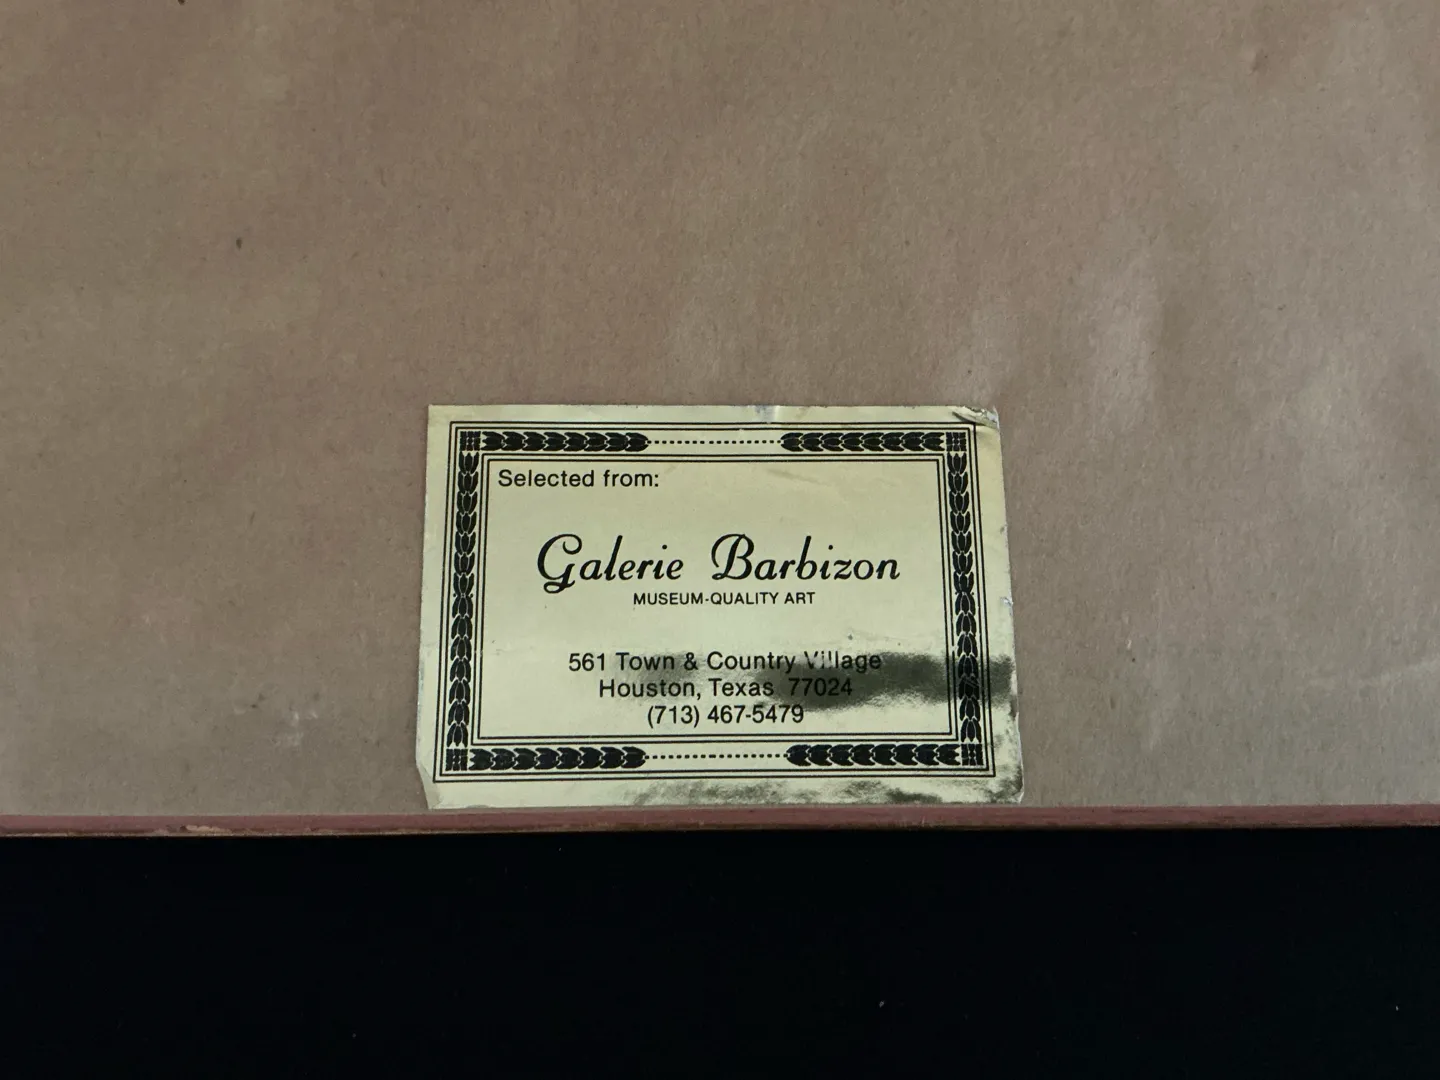 Selected from:
Galerie Barbizon
MUSEUM-QUALITY ART
561 Town & Country Village
Houston, Texas 77024
(713) 467-5479